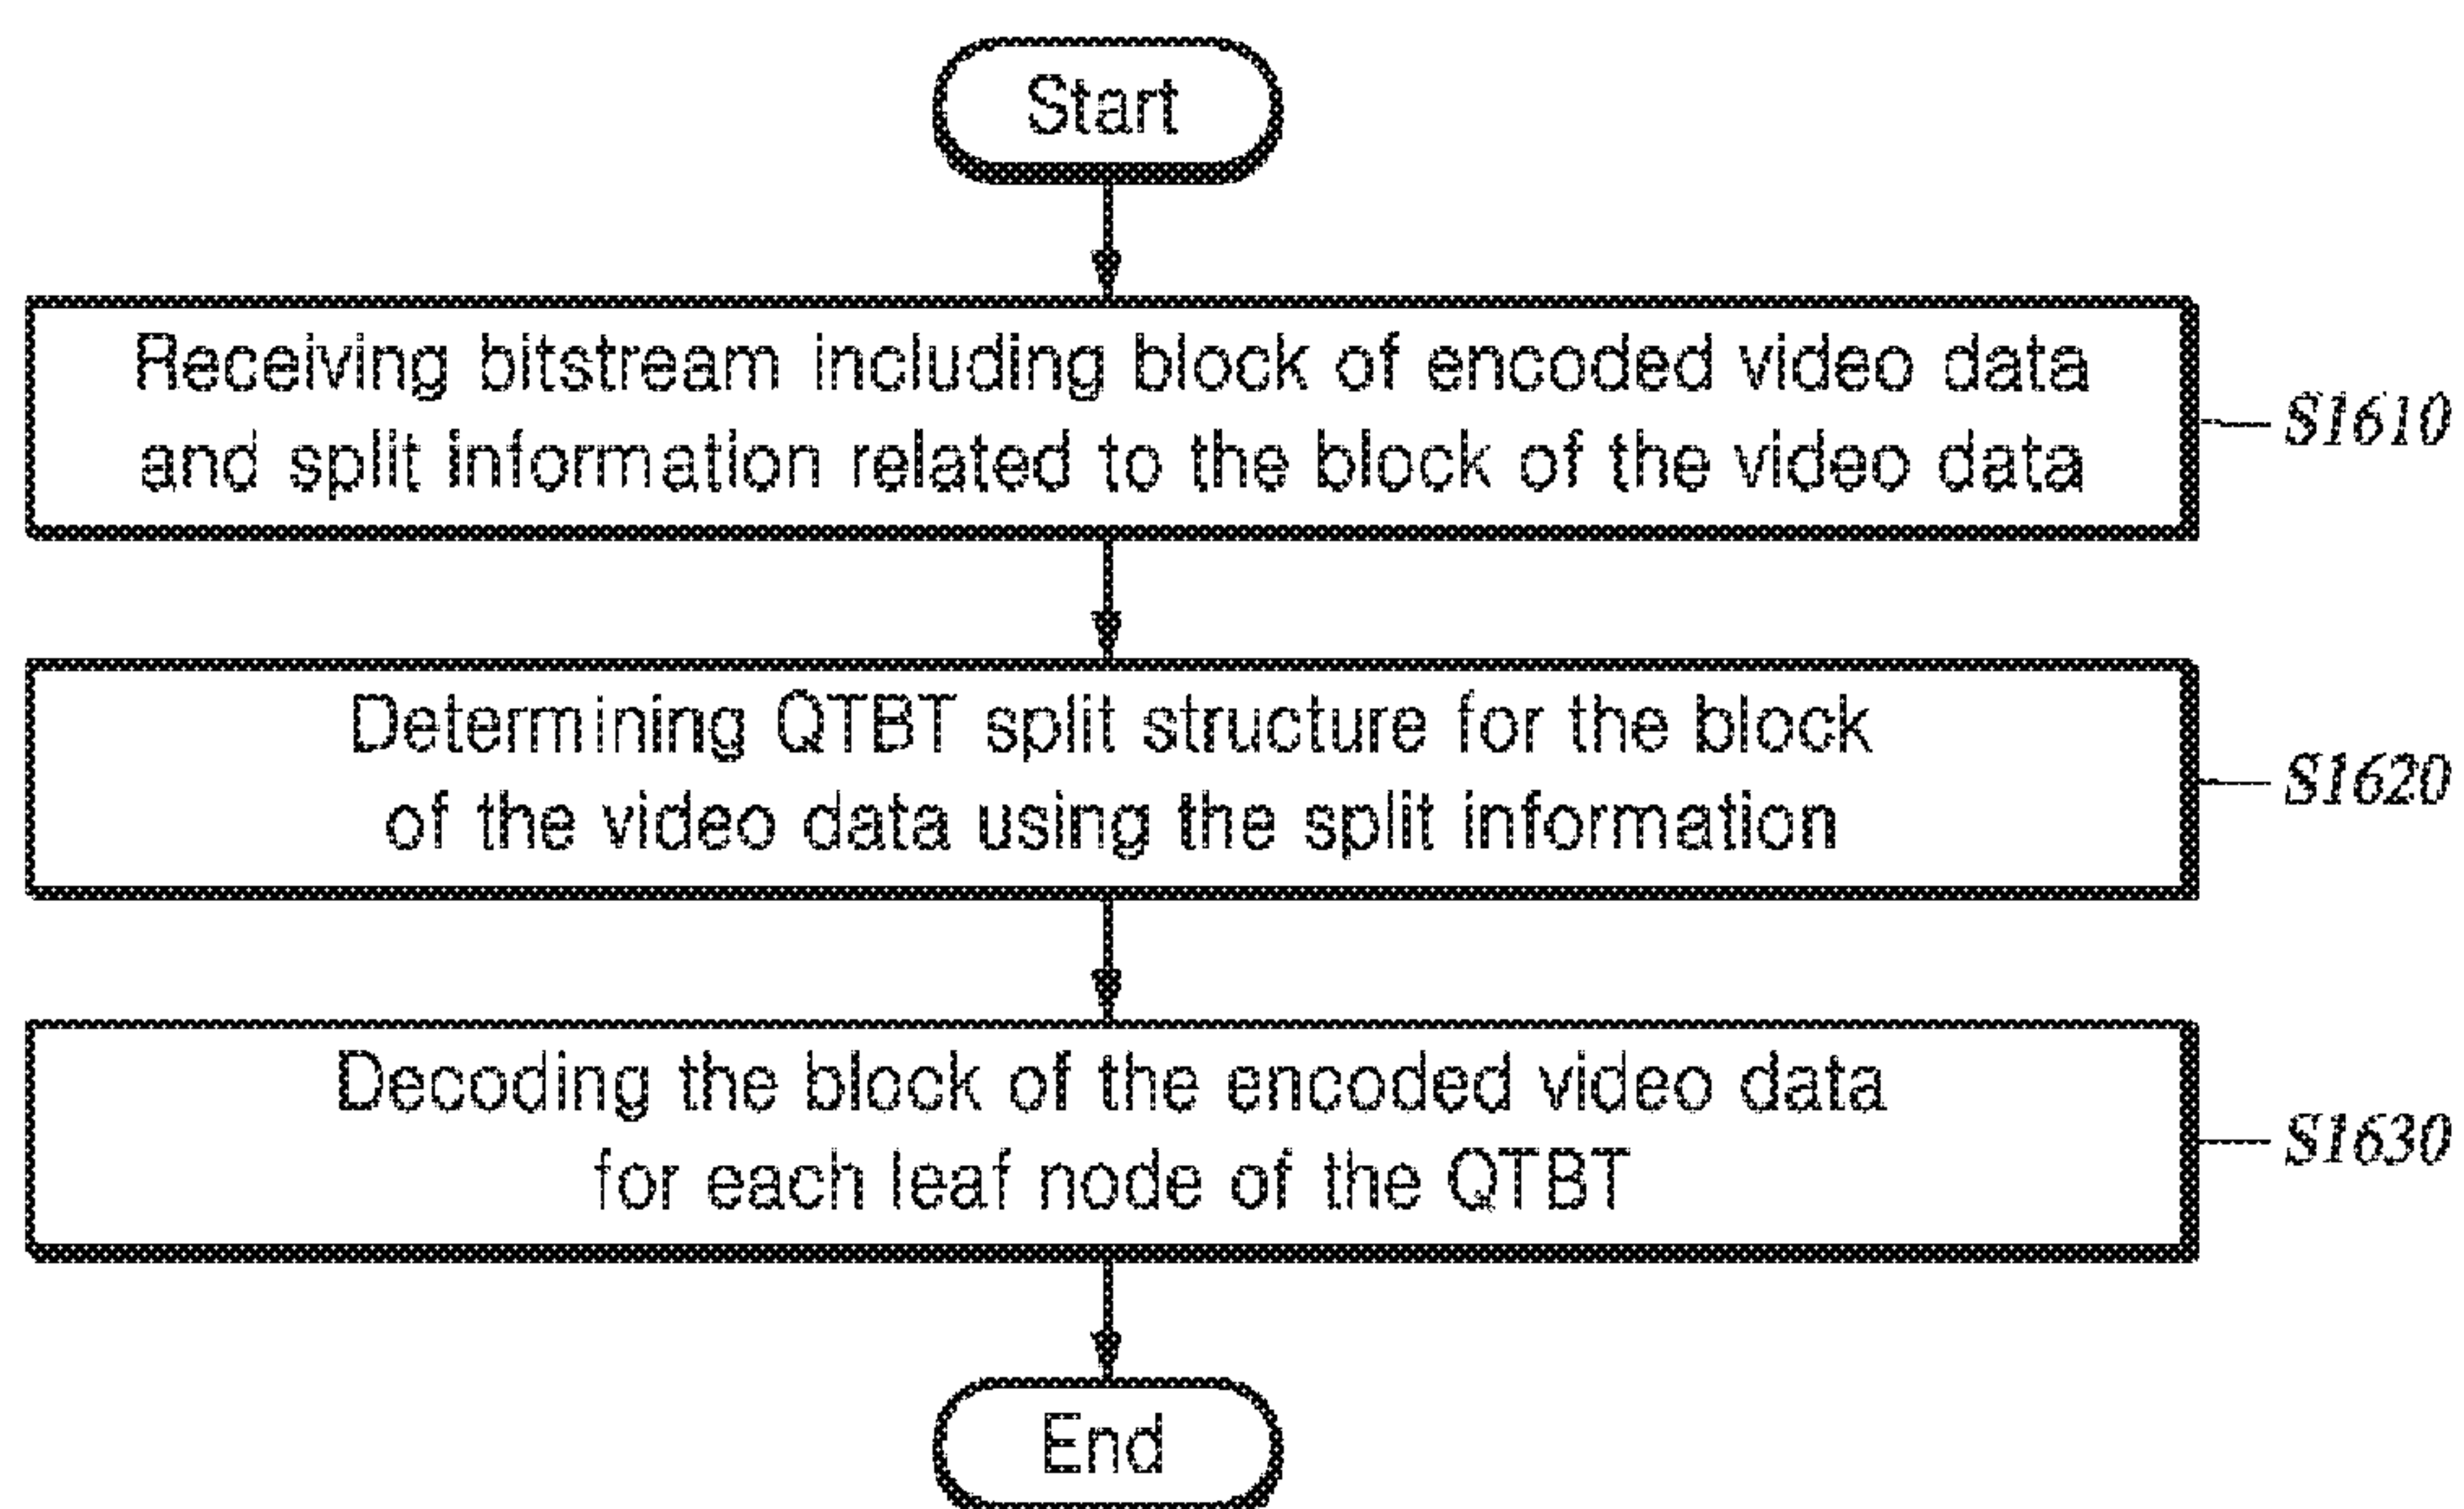 Start
Receiving bitstream including block of encoded video data
and split information related to the block of the video data
S1610
Determining QTBT split structure for the block
of the video data using the split information
S1620
Decoding the block of the encoded video data
for each leaf node of the QTBT
S1630
End